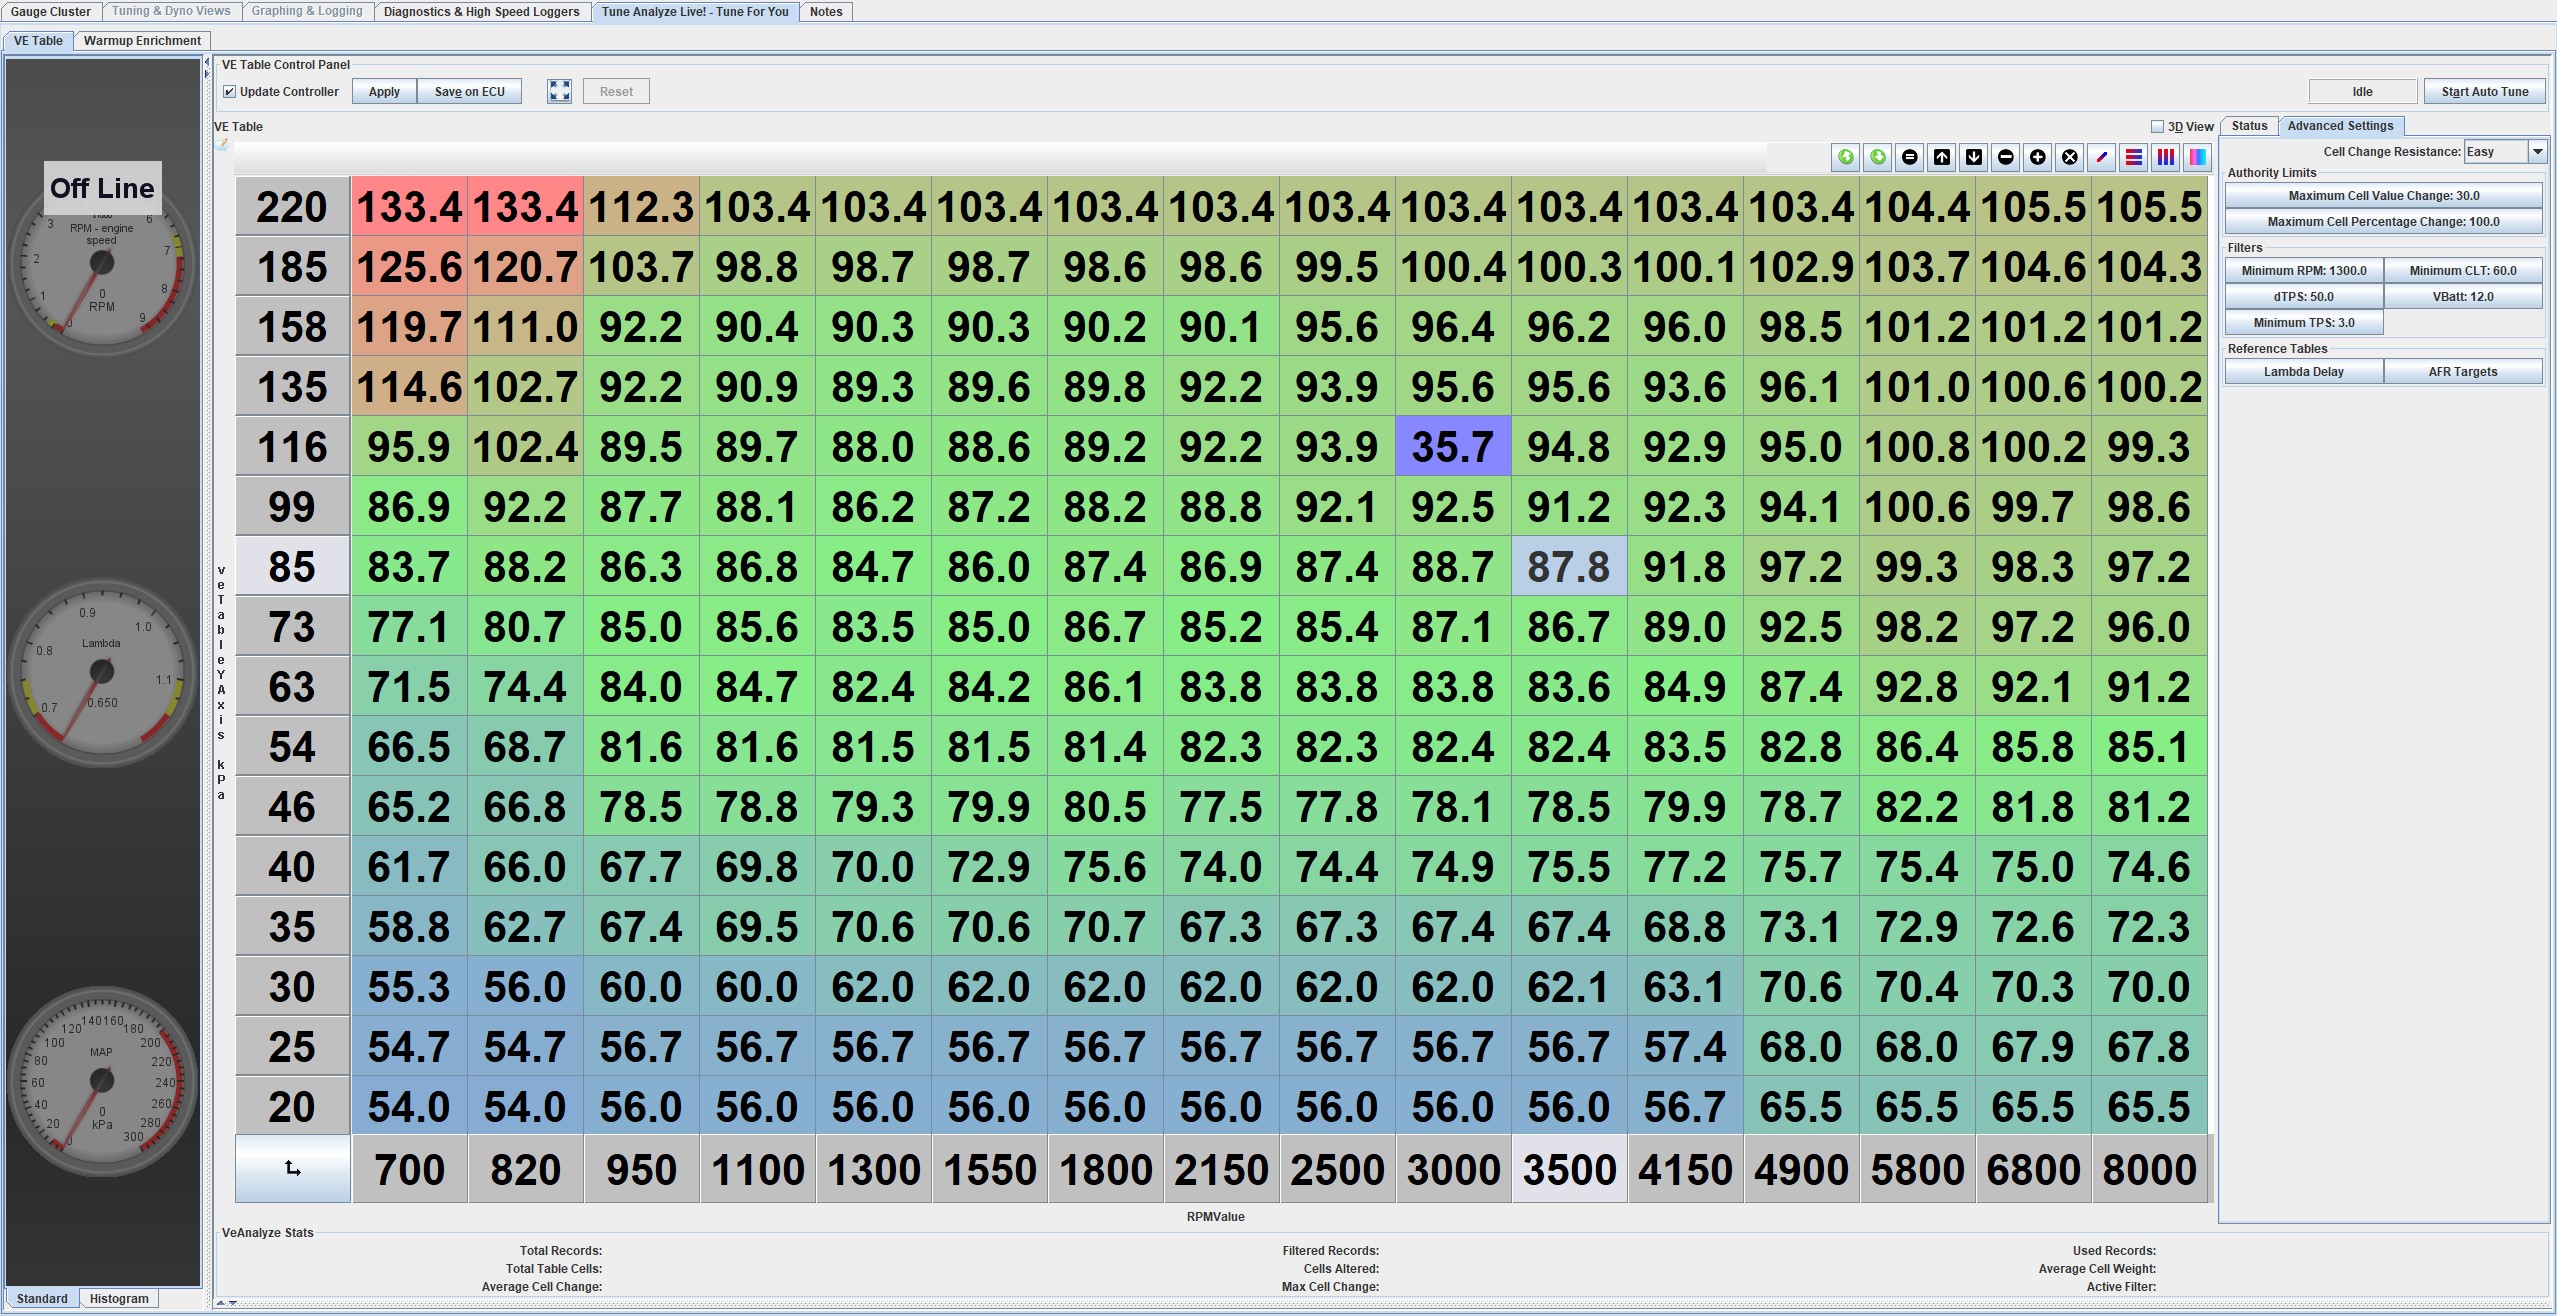 Gauge Cluster Tuning & Dyno Views Graphing & Logging Diagnostics & High Speed Loggers Tune Analyze Live! - Tune For You Notes
VE Table Warmup Enrichment
VE Table Control Panel
Update Controller Apply Save on ECU Reset Idle Start Auto Tune
VE Table 3D View Status Advanced Settings
Cell Change Resistance: Easy
Authority Limits
Maximum Cell Value Change: 30.0
Maximum Cell Percentage Change: 100.0
Filters
Minimum RPM: 1300.0 Minimum CLT: 60.0
dTPS: 50.0 VBatt: 12.0
Minimum TPS: 3.0
Reference Tables
Lambda Delay AFR Targets
Off Line
1 2 3 6 7 8 9
RPM - engine
speed
0
RPM
0.7 0.8 0.9 1.0 1.1
Lambda
0.650
0 20 40 60 80 100 120 140 160 180 200 220 240 260 280 300
MAP
0
kPa
Standard Histogram
veTableYAxis kPa
220 133.4 133.4 112.3 103.4 103.4 103.4 103.4 103.4 103.4 103.4 103.4 103.4 103.4 104.4 105.5 105.5
185 125.6 120.7 103.7 98.8 98.7 98.7 98.6 98.6 99.5 100.4 100.3 100.1 102.9 103.7 104.6 104.3
158 119.7 111.0 92.2 90.4 90.3 90.3 90.2 90.1 95.6 96.4 96.2 96.0 98.5 101.2 101.2 101.2
135 114.6 102.7 92.2 90.9 89.3 89.6 89.8 92.2 93.9 95.6 95.6 93.6 96.1 101.0 100.6 100.2
116 95.9 102.4 89.5 89.7 88.0 88.6 89.2 92.2 93.9 35.7 94.8 92.9 95.0 100.8 100.2 99.3
99 86.9 92.2 87.7 88.1 86.2 87.2 88.2 88.8 92.1 92.5 91.2 92.3 94.1 100.6 99.7 98.6
85 83.7 88.2 86.3 86.8 84.7 86.0 87.4 86.9 87.4 88.7 87.8 91.8 97.2 99.3 98.3 97.2
73 77.1 80.7 85.0 85.6 83.5 85.0 86.7 85.2 85.4 87.1 86.7 89.0 92.5 98.2 97.2 96.0
63 71.5 74.4 84.0 84.7 82.4 84.2 86.1 83.8 83.8 83.8 83.6 84.9 87.4 92.8 92.1 91.2
54 66.5 68.7 81.6 81.6 81.5 81.5 81.4 82.3 82.3 82.4 82.4 83.5 82.8 86.4 85.8 85.1
46 65.2 66.8 78.5 78.8 79.3 79.9 80.5 77.5 77.8 78.1 78.5 79.9 78.7 82.2 81.8 81.2
40 61.7 66.0 67.7 69.8 70.0 72.9 75.6 74.0 74.4 74.9 75.5 77.2 75.7 75.4 75.0 74.6
35 58.8 62.7 67.4 69.5 70.6 70.6 70.7 67.3 67.3 67.4 67.4 68.8 73.1 72.9 72.6 72.3
30 55.3 56.0 60.0 60.0 62.0 62.0 62.0 62.0 62.0 62.0 62.1 63.1 70.6 70.4 70.3 70.0
25 54.7 54.7 56.7 56.7 56.7 56.7 56.7 56.7 56.7 56.7 56.7 57.4 68.0 68.0 67.9 67.8
20 54.0 54.0 56.0 56.0 56.0 56.0 56.0 56.0 56.0 56.0 56.0 56.7 65.5 65.5 65.5 65.5
700 820 950 1100 1300 1550 1800 2150 2500 3000 3500 4150 4900 5800 6800 8000
RPMValue
VeAnalyze Stats
Total Records: Filtered Records: Used Records:
Total Table Cells: Cells Altered: Average Cell Weight:
Average Cell Change: Max Cell Change: Active Filter: